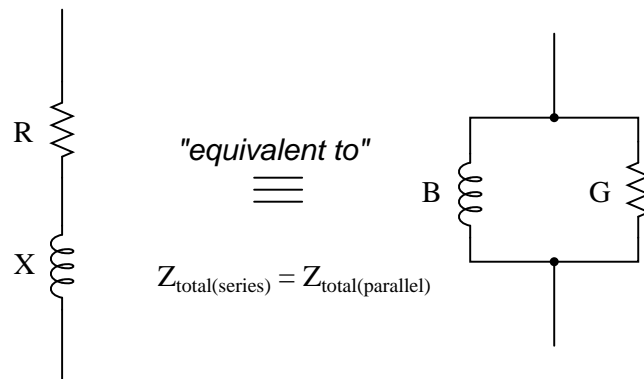 R
X
"equivalent to"
Z_total(series) = Z_total(parallel)
B
G